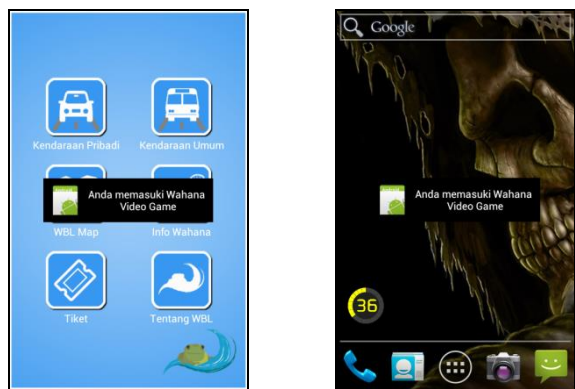 Kendaraan Pribadi
Kendaraan Umum
Anda memasuki Wahana
Video Game
WBL Map
Info Wahana
Tiket
Tentang WBL
Google
Anda memasuki Wahana
Video Game
36